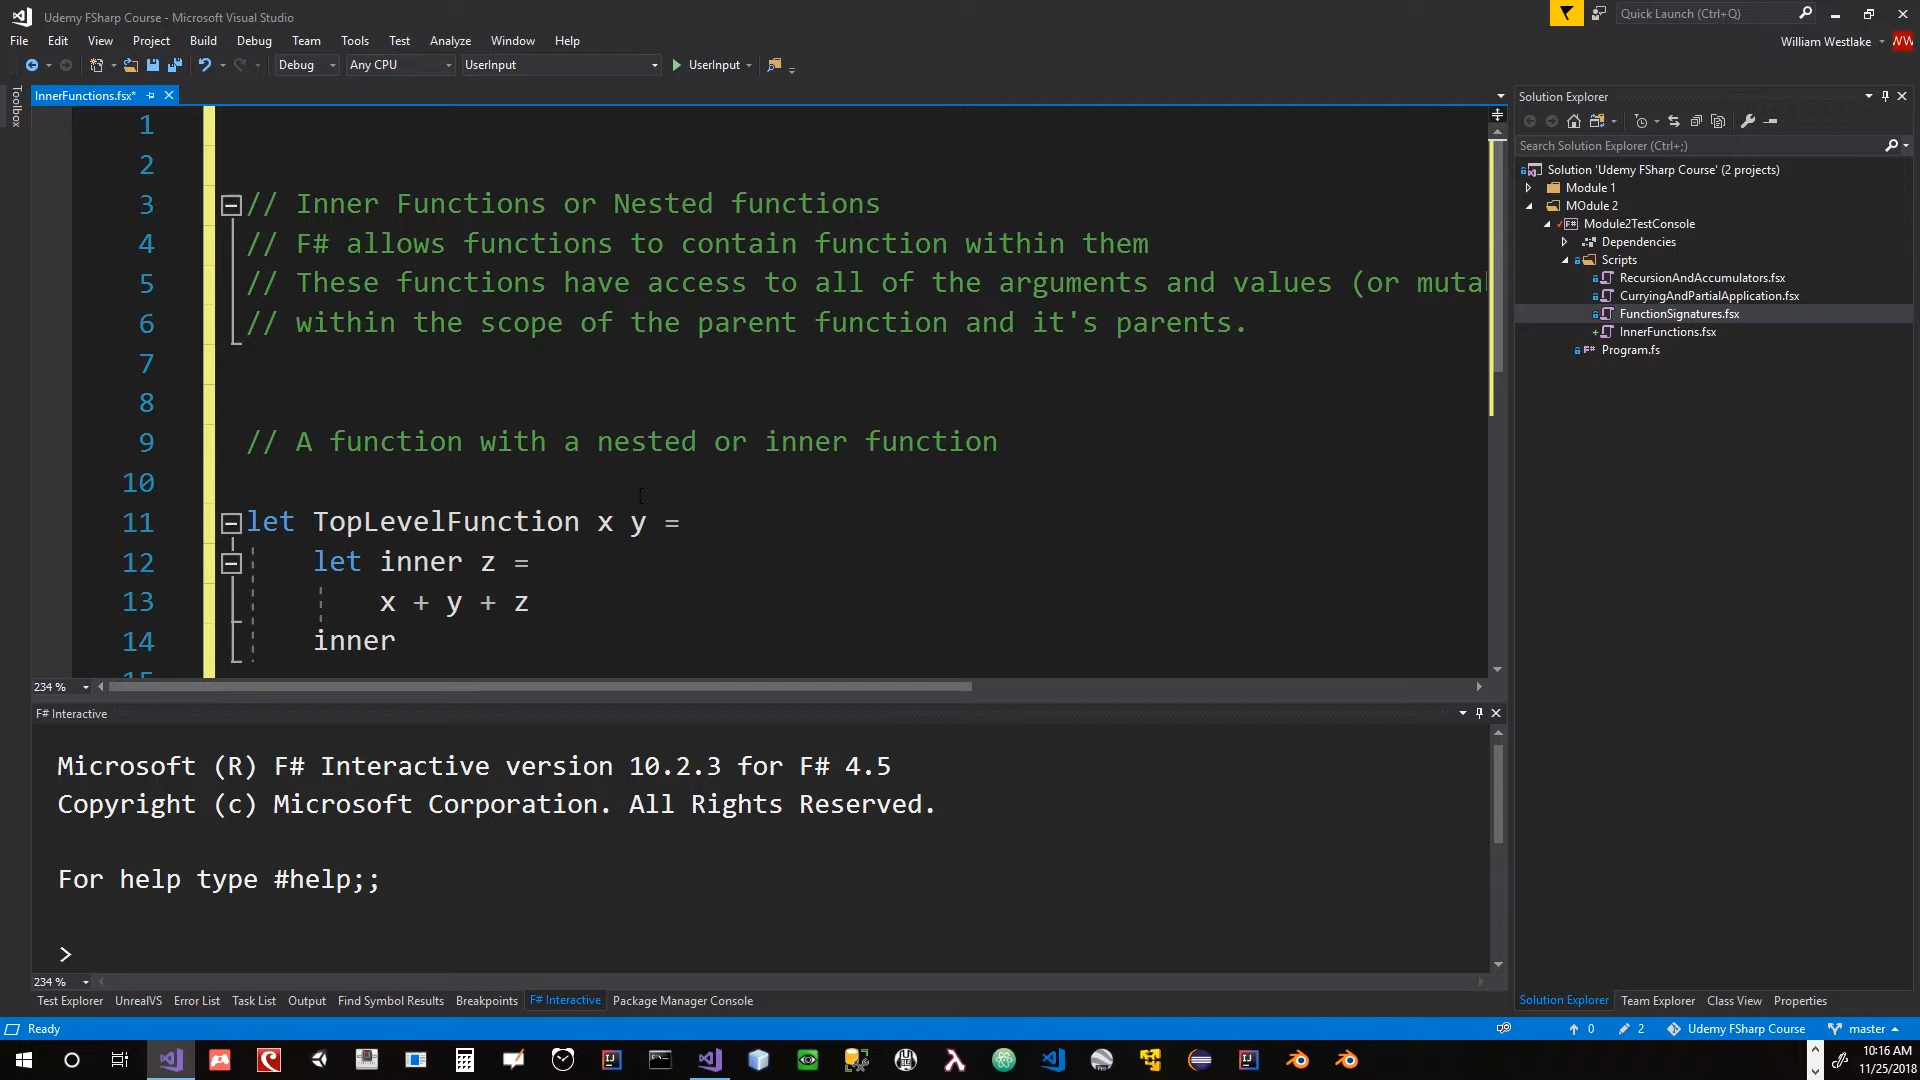 Udemy FSharp Course - Microsoft Visual Studio
Quick Launch (Ctrl+Q)
File Edit View Project Build Debug Team Tools Test Analyze Window Help
William Westlake WW
Debug Any CPU UserInput UserInput
Toolbox
InnerFunctions.fsx*
1
2
3 // Inner Functions or Nested functions
4 // F# allows functions to contain function within them
5 // These functions have access to all of the arguments and values (or muta
6 // within the scope of the parent function and it's parents.
7
8
9 // A function with a nested or inner function
10
11 let TopLevelFunction x y =
12 let inner z =
13 x + y + z
14 inner
15
234 %
F# Interactive
Microsoft (R) F# Interactive version 10.2.3 for F# 4.5
Copyright (c) Microsoft Corporation. All Rights Reserved.
For help type #help;;
>
234 %
Test Explorer UnrealVS Error List Task List Output Find Symbol Results Breakpoints F# Interactive Package Manager Console
Solution Explorer
Search Solution Explorer (Ctrl+;)
Solution 'Udemy FSharp Course' (2 projects)
Module 1
MOdule 2
F# Module2TestConsole
Dependencies
Scripts
RecursionAndAccumulators.fsx
CurryingAndPartialApplication.fsx
FunctionSignatures.fsx
InnerFunctions.fsx
F# Program.fs
Solution Explorer Team Explorer Class View Properties
Ready
0 2 Udemy FSharp Course master
10:16 AM
11/25/2018